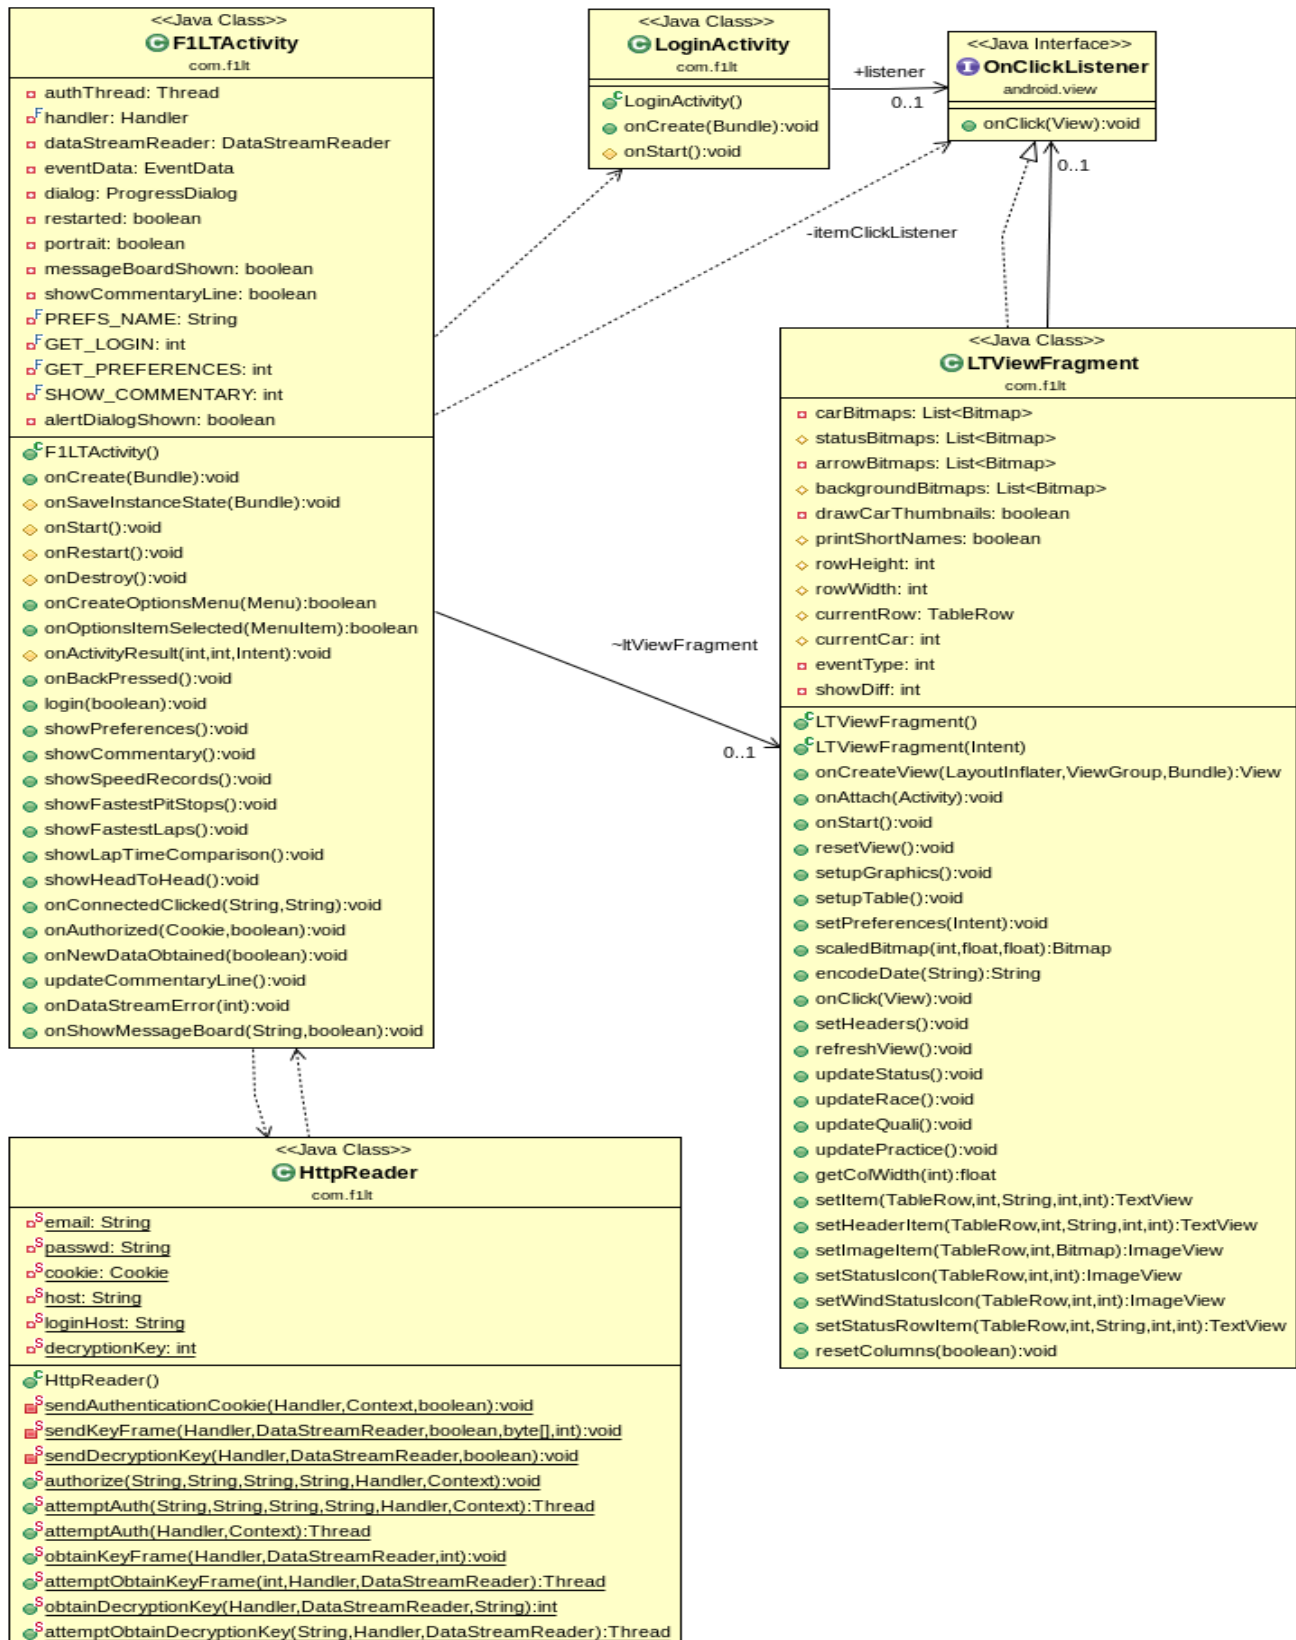 <<Java Class>>
F1LTActivity
com.f1lt
authThread: Thread
F handler: Handler
dataStreamReader: DataStreamReader
eventData: EventData
dialog: ProgressDialog
restarted: boolean
portrait: boolean
messageBoardShown: boolean
showCommentaryLine: boolean
F PREFS_NAME: String
F GET_LOGIN: int
F GET_PREFERENCES: int
F SHOW_COMMENTARY: int
alertDialogShown: boolean
C F1LTActivity()
onCreate(Bundle):void
onSaveInstanceState(Bundle):void
onStart():void
onRestart():void
onDestroy():void
onCreateOptionsMenu(Menu):boolean
onOptionsItemSelected(MenuItem):boolean
onActivityResult(int,int,Intent):void
onBackPressed():void
login(boolean):void
showPreferences():void
showCommentary():void
showSpeedRecords():void
showFastestPitStops():void
showFastestLaps():void
showLapTimeComparison():void
showHeadToHead():void
onConnectedClicked(String,String):void
onAuthorized(Cookie,boolean):void
onNewDataObtained(boolean):void
updateCommentaryLine():void
onDataStreamError(int):void
onShowMessageBoard(String,boolean):void
<<Java Class>>
C LoginActivity
com.f1lt
C LoginActivity()
onCreate(Bundle):void
onStart():void
+listener
0..1
<<Java Interface>>
I OnClickListener
android.view
onClick(View):void
0..1
-itemClickListener
~ltViewFragment
0..1
<<Java Class>>
C LTViewFragment
com.f1lt
carBitmaps: List<Bitmap>
statusBitmaps: List<Bitmap>
arrowBitmaps: List<Bitmap>
backgroundBitmaps: List<Bitmap>
drawCarThumbnails: boolean
printShortNames: boolean
rowHeight: int
rowWidth: int
currentRow: TableRow
currentCar: int
eventType: int
showDiff: int
C LTViewFragment()
C LTViewFragment(Intent)
onCreateView(LayoutInflater,ViewGroup,Bundle):View
onAttach(Activity):void
onStart():void
resetView():void
setupGraphics():void
setupTable():void
setPreferences(Intent):void
scaledBitmap(int,float,float):Bitmap
encodeDate(String):String
onClick(View):void
setHeaders():void
refreshView():void
updateStatus():void
updateRace():void
updateQuali():void
updatePractice():void
getColWidth(int):float
setItem(TableRow,int,String,int,int):TextView
setHeaderItem(TableRow,int,String,int,int):TextView
setImageItem(TableRow,int,Bitmap):ImageView
setStatusIcon(TableRow,int,int):ImageView
setWindStatusIcon(TableRow,int,int):ImageView
setStatusRowItem(TableRow,int,String,int,int):TextView
resetColumns(boolean):void
<<Java Class>>
C HttpReader
com.f1lt
S email: String
S passwd: String
S cookie: Cookie
S host: String
S loginHost: String
S decryptionKey: int
C HttpReader()
S sendAuthenticationCookie(Handler,Context,boolean):void
S sendKeyFrame(Handler,DataStreamReader,boolean,byte[],int):void
S sendDecryptionKey(Handler,DataStreamReader,boolean):void
S authorize(String,String,String,String,Handler,Context):void
S attemptAuth(String,String,String,String,Handler,Context):Thread
S attemptAuth(Handler,Context):Thread
S obtainKeyFrame(Handler,DataStreamReader,int):void
S attemptObtainKeyFrame(int,Handler,DataStreamReader):Thread
S obtainDecryptionKey(Handler,DataStreamReader,String):int
S attemptObtainDecryptionKey(String,Handler,DataStreamReader):Thread